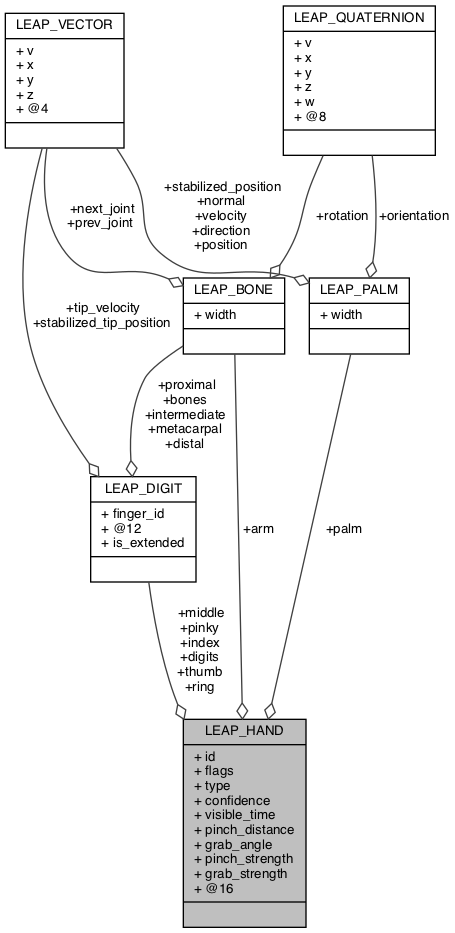 LEAP_VECTOR
+ v
+ x
+ y
+ z
+ @4
LEAP_QUATERNION
+ v
+ x
+ y
+ z
+ w
+ @8
+next_joint
+prev_joint
+stabilized_position
+normal
+velocity
+direction
+position
+rotation
+orientation
LEAP_BONE
+ width
LEAP_PALM
+ width
+tip_velocity
+stabilized_tip_position
+proximal
+bones
+intermediate
+metacarpal
+distal
LEAP_DIGIT
+ finger_id
+ @12
+ is_extended
+arm
+palm
+middle
+pinky
+index
+digits
+thumb
+ring
LEAP_HAND
+ id
+ flags
+ type
+ confidence
+ visible_time
+ pinch_distance
+ grab_angle
+ pinch_strength
+ grab_strength
+ @16